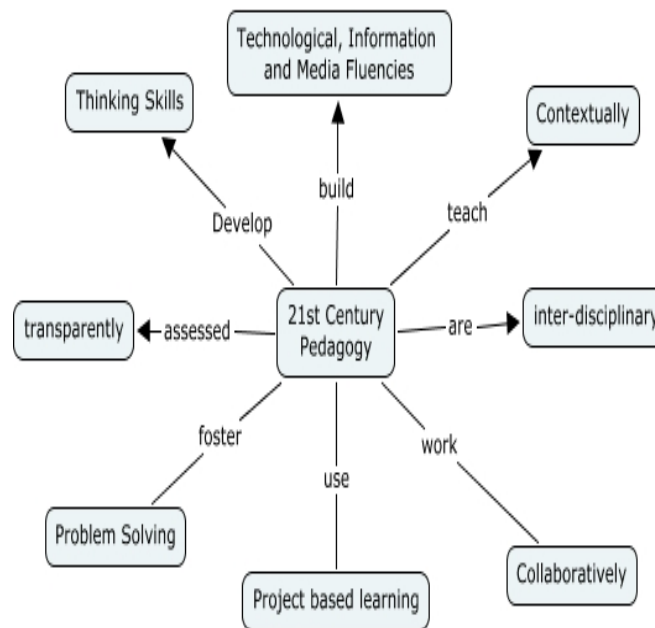 Technological, Information
and Media Fluencies
Thinking Skills
Contextually
build
Develop
teach
21st Century
Pedagogy
transparently
assessed
are
inter-disciplinary
foster
work
use
Problem Solving
Project based learning
Collaboratively